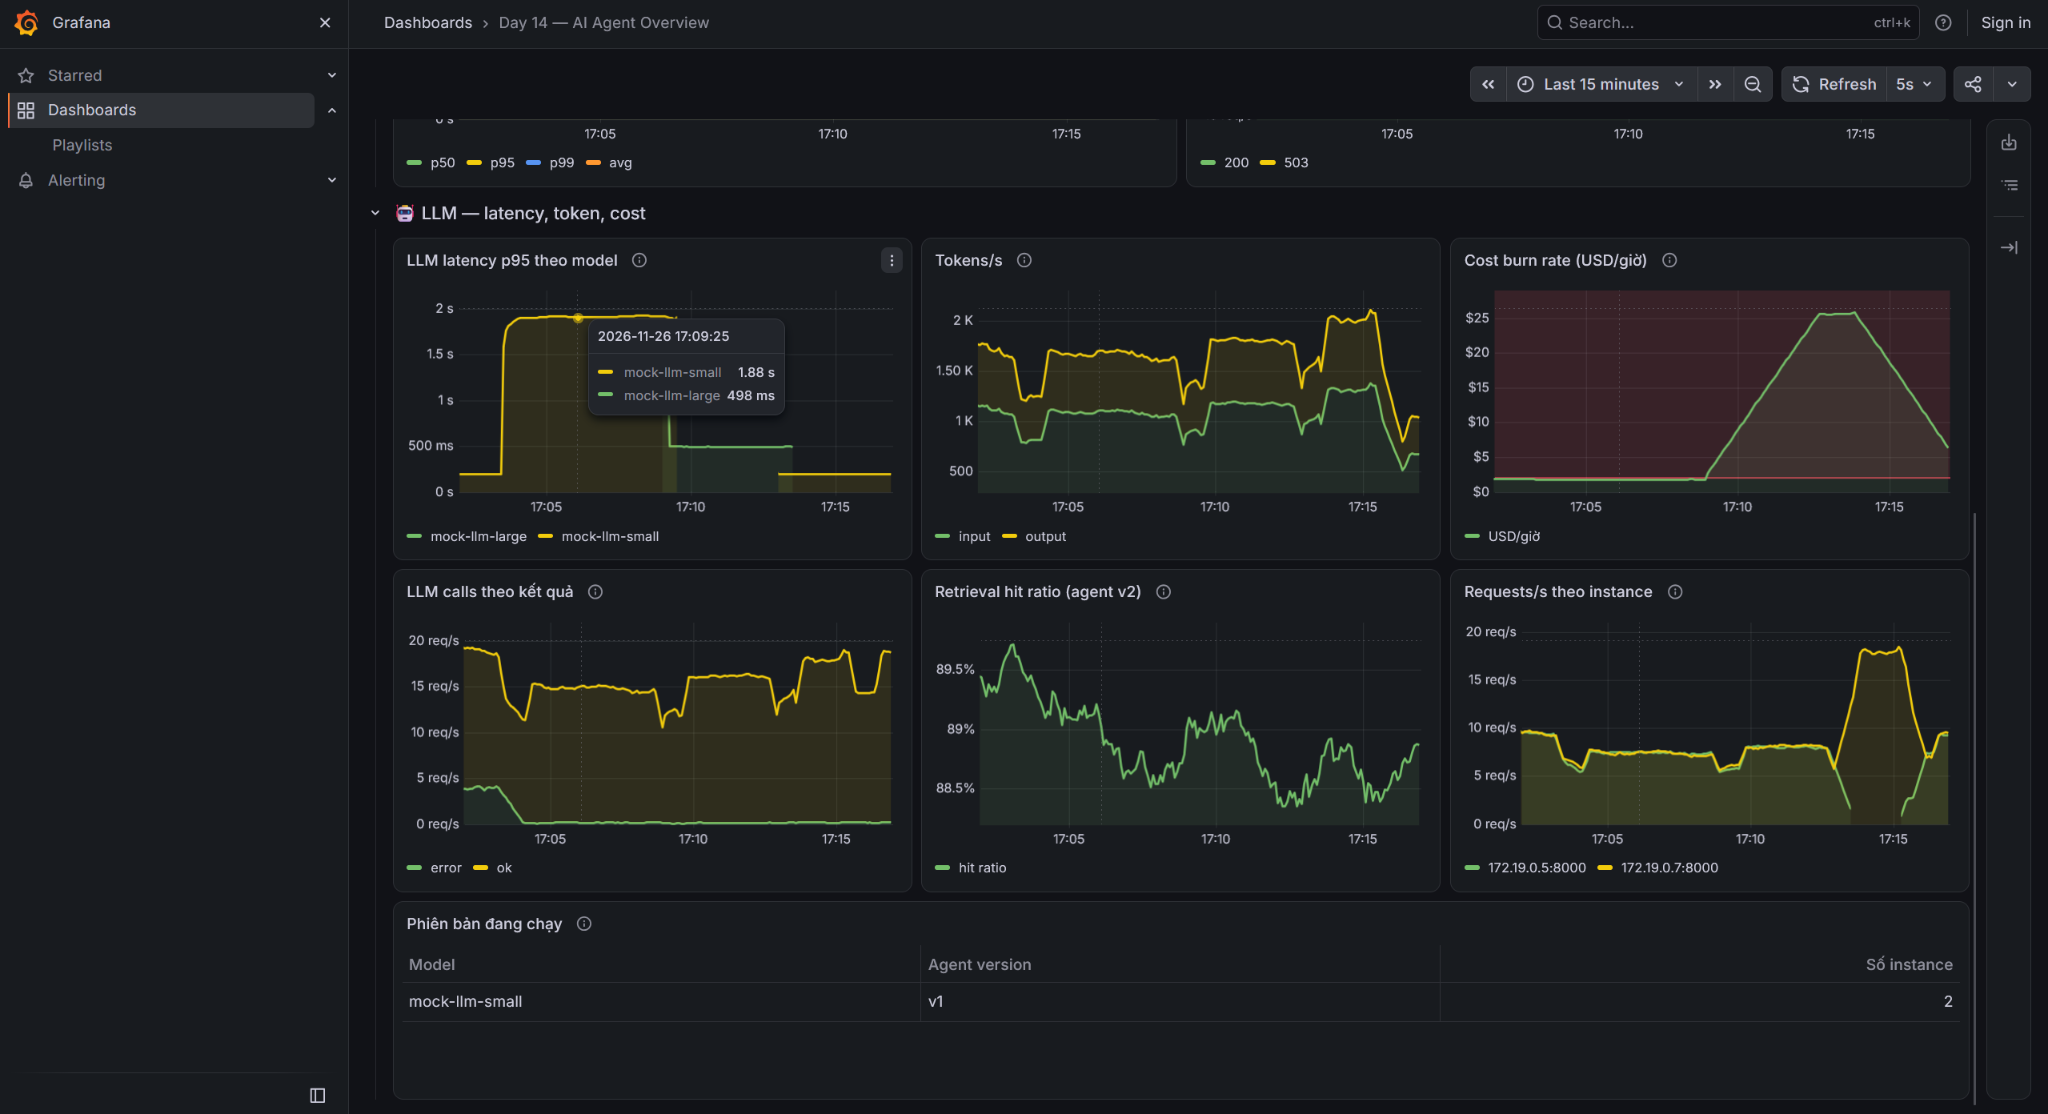 Grafana
Dashboards › Day 14 — AI Agent Overview
Search...
ctrl+k
Sign in
Starred
Dashboards
Playlists
Alerting
Last 15 minutes
Refresh
5s
17:05
17:10
17:15
p50
p95
p99
avg
17:05
17:10
17:15
200
503
LLM — latency, token, cost
LLM latency p95 theo model
2 s
1.5 s
1 s
500 ms
0 s
17:05
17:10
17:15
2026-11-26 17:09:25
mock-llm-small 1.88 s
mock-llm-large 498 ms
mock-llm-large
mock-llm-small
Tokens/s
2 K
1.50 K
1 K
500
17:05
17:10
17:15
input
output
Cost burn rate (USD/giờ)
$25
$20
$15
$10
$5
$0
17:05
17:10
17:15
USD/giờ
LLM calls theo kết quả
20 req/s
15 req/s
10 req/s
5 req/s
0 req/s
17:05
17:10
17:15
error
ok
Retrieval hit ratio (agent v2)
89.5%
89%
88.5%
17:05
17:10
17:15
hit ratio
Requests/s theo instance
20 req/s
15 req/s
10 req/s
5 req/s
0 req/s
17:05
17:10
17:15
172.19.0.5:8000
172.19.0.7:8000
Phiên bản đang chạy
Model
Agent version
Số instance
mock-llm-small
v1
2